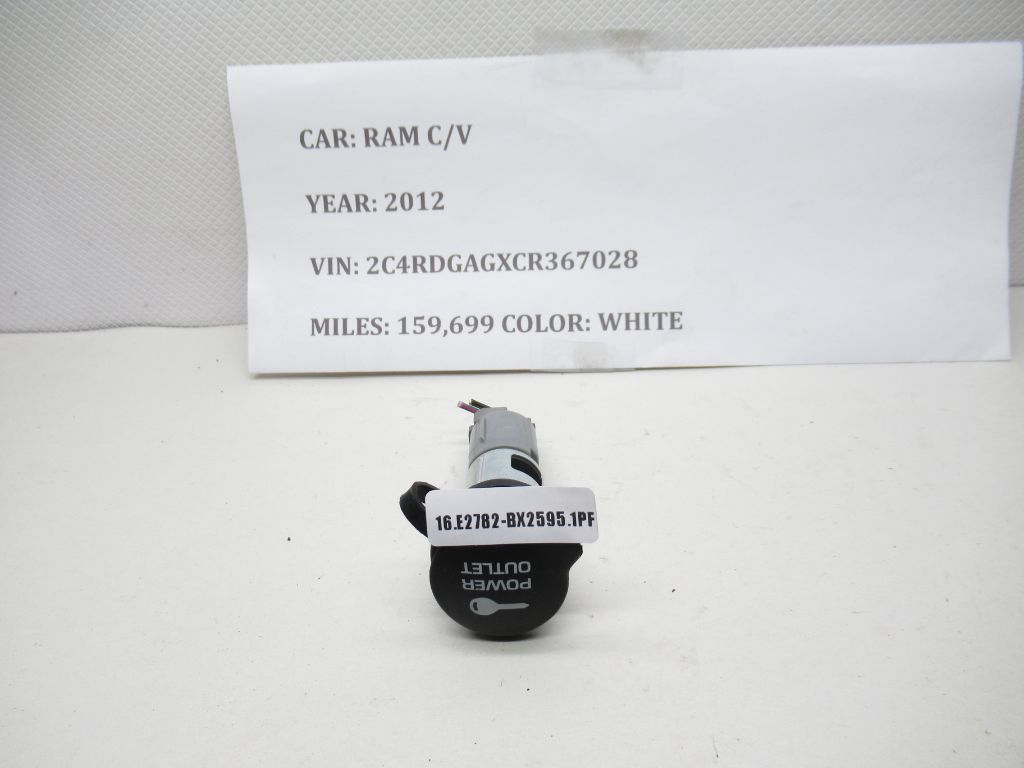 CAR: RAM C/V
YEAR: 2012
VIN: 2C4RDGAGXCR367028
MILES: 159,699 COLOR: WHITE
16.E2782-BX2595.1PF
POWER
OUTLET